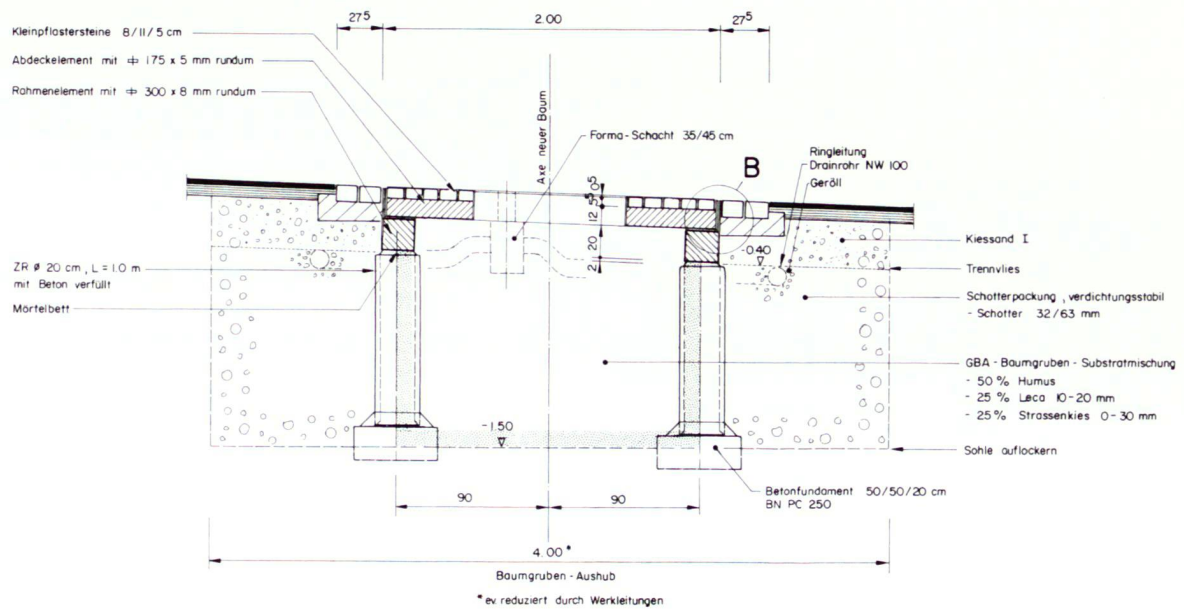 27⁵
2.00
27⁵
Kleinpflastersteine 8/11/5 cm
Abdeckelement mit ⌯ 175 x 5 mm rundum
Rahmenelement mit ⌯ 300 x 8 mm rundum
Axe neuer Baum
Forma-Schacht 35/45 cm
Ringleitung
Drainrohr NW 100
Geröll
B
2 20 12 5⁵ 0⁵
-0.40
Kiessand I
Trennvlies
ZR Ø 20 cm, L = 1.0 m
mit Beton verfüllt
Mörtelbett
Schotterpackung, verdichtungsstabil
- Schotter 32/63 mm
GBA-Baumgruben-Substratmischung
- 50 % Humus
- 25 % Leca 10-20 mm
- 25 % Strassenkies 0-30 mm
-1.50
Sohle auflockern
Betonfundament 50/50/20 cm
BN PC 250
90
90
4.00*
Baumgruben-Aushub
*ev. reduziert durch Werkleitungen